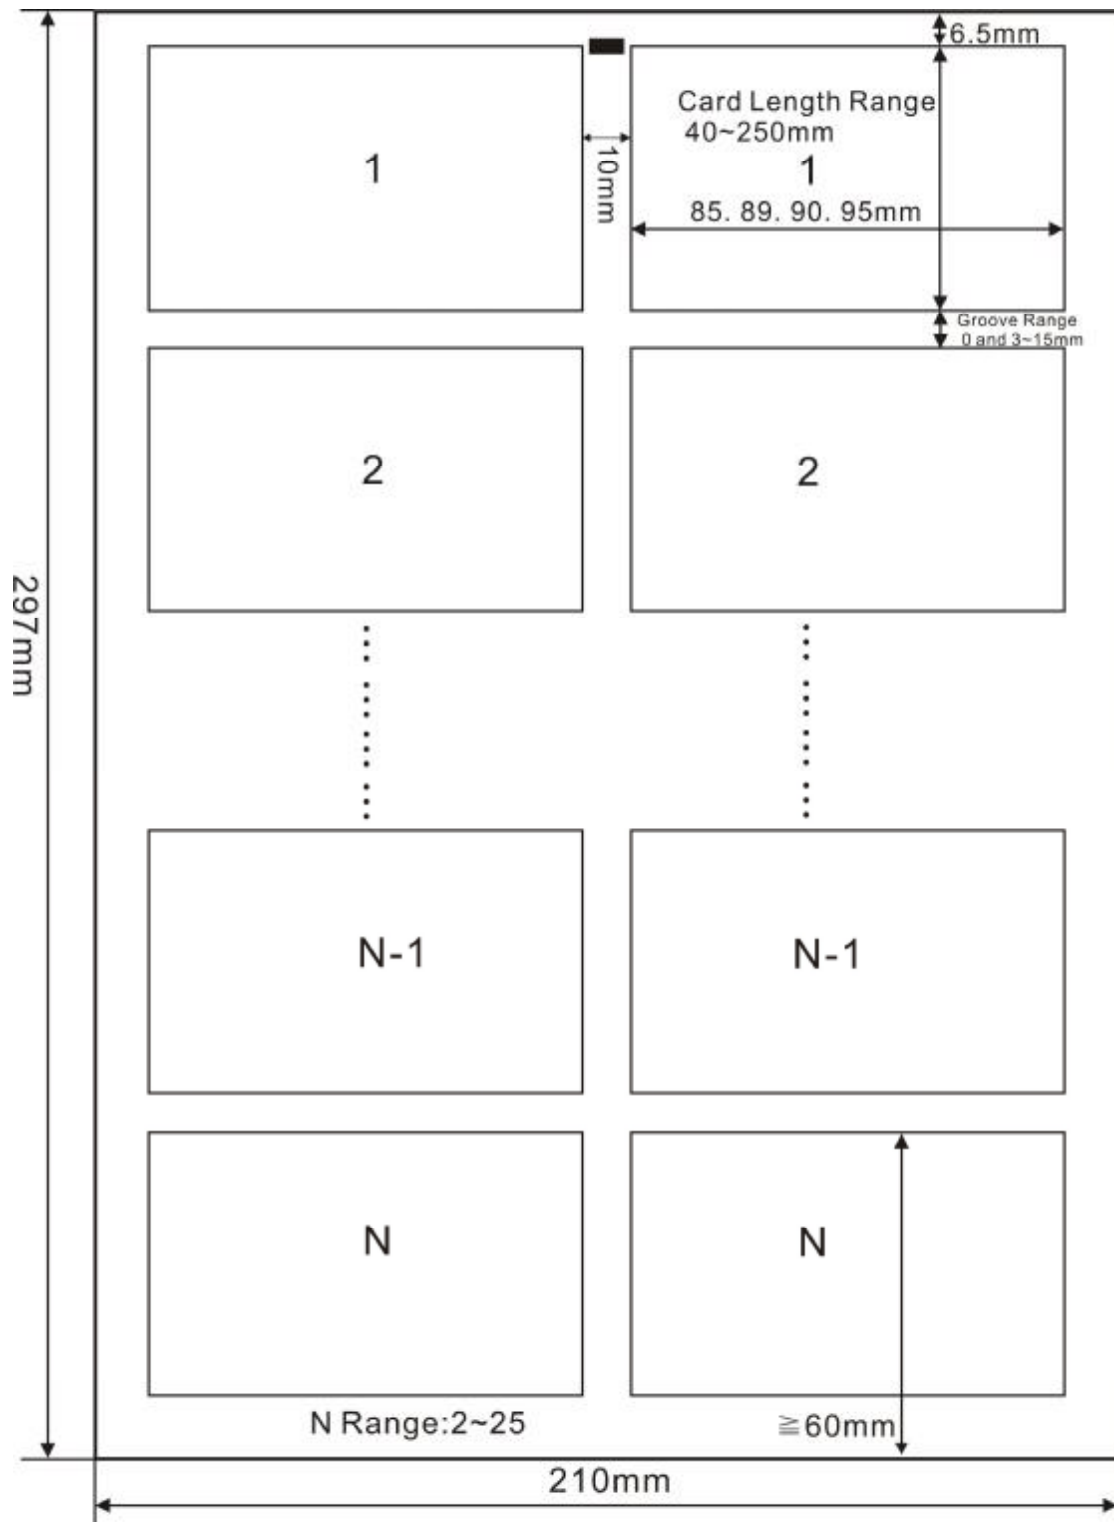 6.5mm
Card Length Range
40~250mm
10mm
1
1
85. 89. 90. 95mm
Groove Range
0 and 3~15mm
2
2
297mm
N-1
N-1
N
N
N Range:2~25
≧60mm
210mm